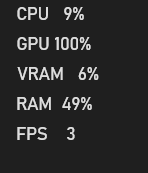 CPU 9%
GPU 100%
VRAM 6%
RAM 49%
FPS 3